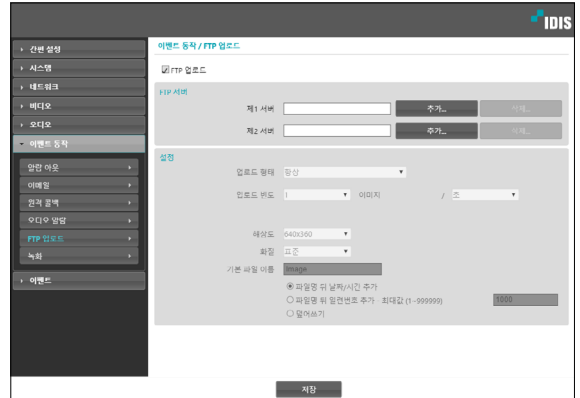 IDIS
간편 설정
시스템
네트워크
비디오
오디오
이벤트 동작
알람 아웃
이메일
원격 콜백
오디오 알람
FTP 업로드
녹화
이벤트
이벤트 동작 / FTP 업로드
FTP 업로드
FTP 서버
제1 서버 추가... 삭제...
제2 서버 추가... 삭제...
설정
업로드 형태 항상
업로드 빈도 1 이미지 / 초
해상도 640x360
화질 표준
기본 파일 이름 image
파일명 뒤 날짜/시간 추가
파일명 뒤 일련번호 추가 최대값 (1~999999) 1000
덮어쓰기
저장